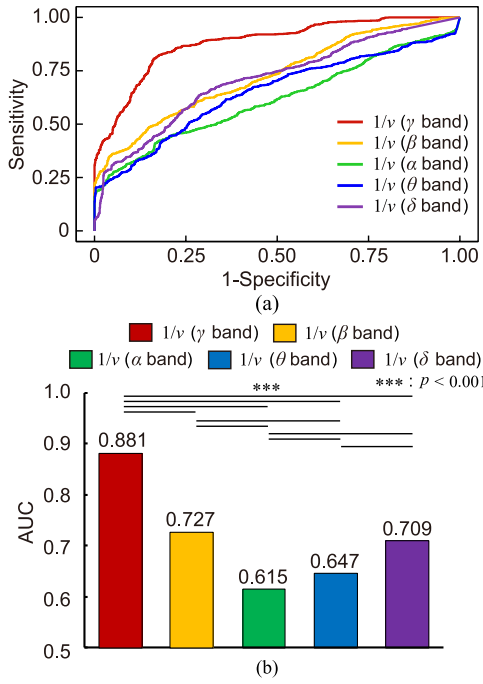 1.00
0.75
0.50
0.25
0
Sensitivity
1/v (γ band)
1/v (β band)
1/v (α band)
1/v (θ band)
1/v (δ band)
0 0.25 0.50 0.75 1.00
1-Specificity
(a)
1/v (γ band) 1/v (β band)
1/v (α band) 1/v (θ band) 1/v (δ band)
*** ***: p < 0.001
1.0
0.9
0.8
0.7
0.6
0.5
AUC
0.881
0.727
0.615
0.647
0.709
(b)